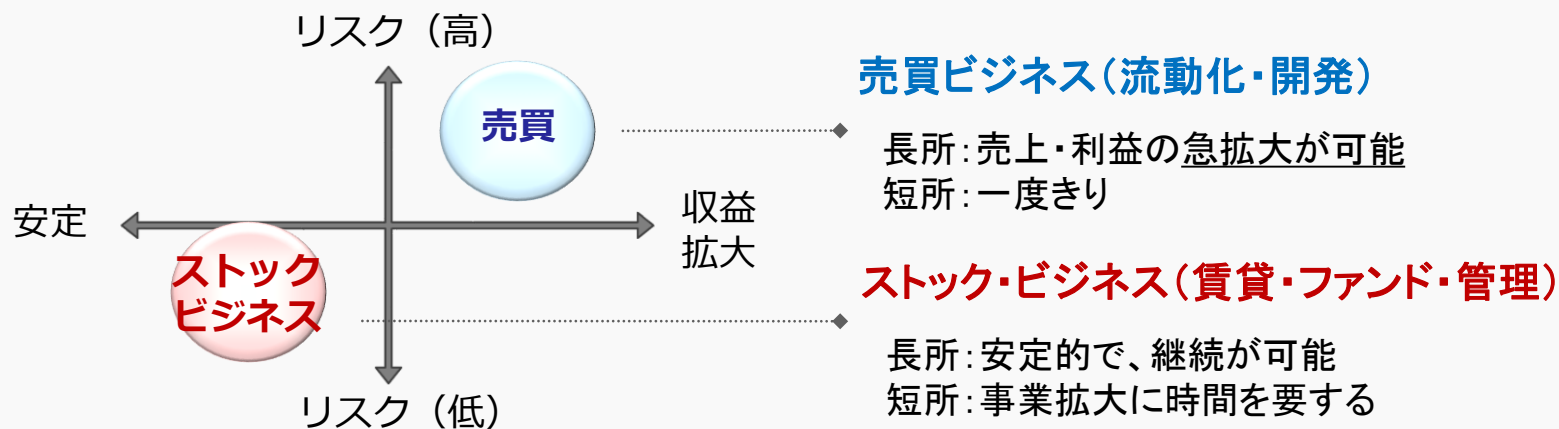 リスク（高）
売買
安定
収益
拡大
ストック
ビジネス
リスク（低）
売買ビジネス（流動化・開発）
長所：売上・利益の急拡大が可能
短所：一度きり
ストック・ビジネス（賃貸・ファンド・管理）
長所：安定的で、継続が可能
短所：事業拡大に時間を要する